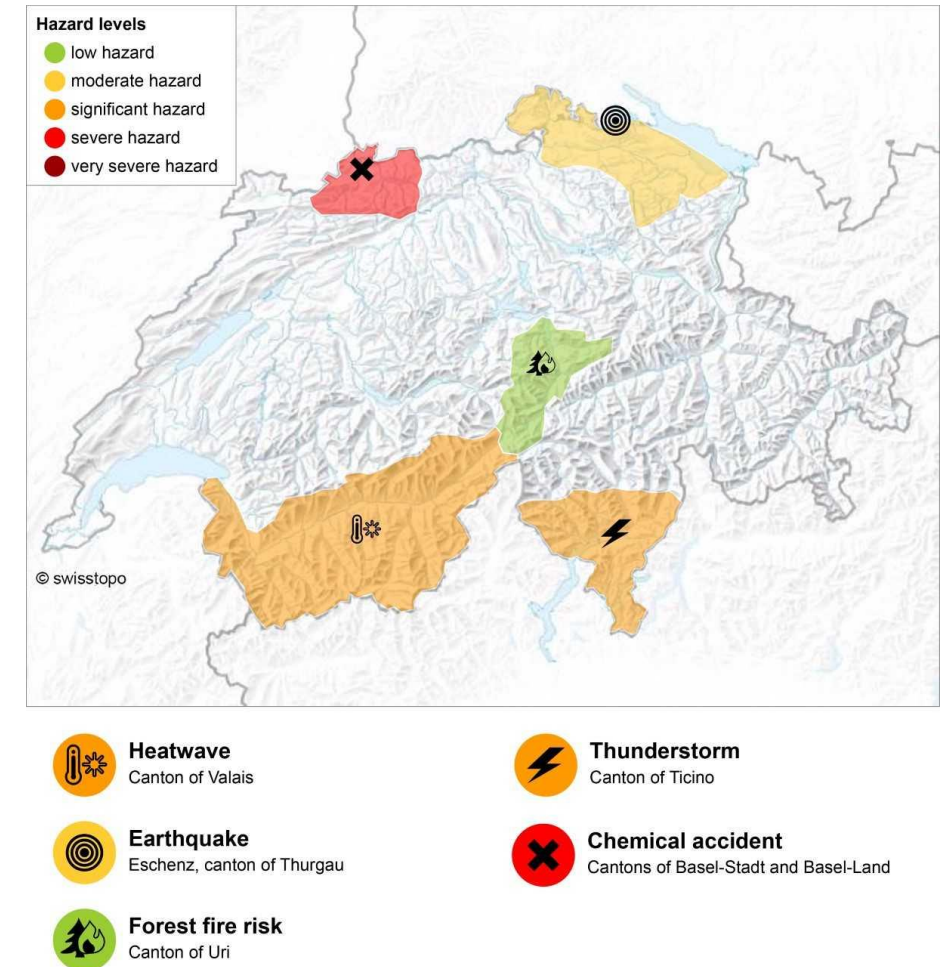 Hazard levels
low hazard
moderate hazard
significant hazard
severe hazard
very severe hazard
© swisstopo
Heatwave
Canton of Valais
Thunderstorm
Canton of Ticino
Earthquake
Eschenz, canton of Thurgau
Chemical accident
Cantons of Basel-Stadt and Basel-Land
Forest fire risk
Canton of Uri